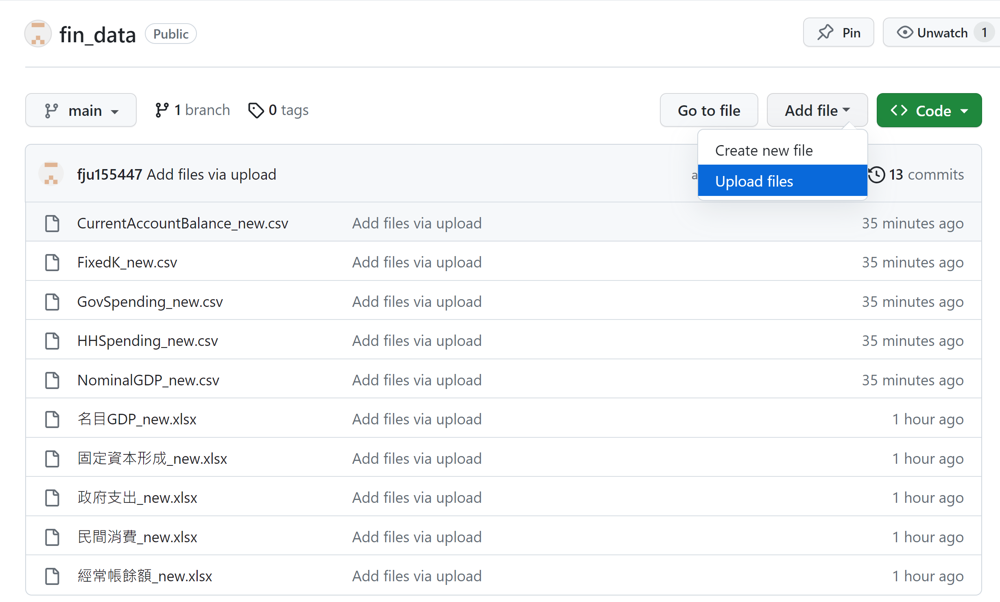 fin_data Public Pin Unwatch 1
main 1 branch 0 tags Go to file Add file Code
Create new file
Upload files
fju155447 Add files via upload a 13 commits
CurrentAccountBalance_new.csv Add files via upload 35 minutes ago
FixedK_new.csv Add files via upload 35 minutes ago
GovSpending_new.csv Add files via upload 35 minutes ago
HHSpending_new.csv Add files via upload 35 minutes ago
NominalGDP_new.csv Add files via upload 35 minutes ago
名目GDP_new.xlsx Add files via upload 1 hour ago
固定資本形成_new.xlsx Add files via upload 1 hour ago
政府支出_new.xlsx Add files via upload 1 hour ago
民間消費_new.xlsx Add files via upload 1 hour ago
經常帳餘額_new.xlsx Add files via upload 1 hour ago